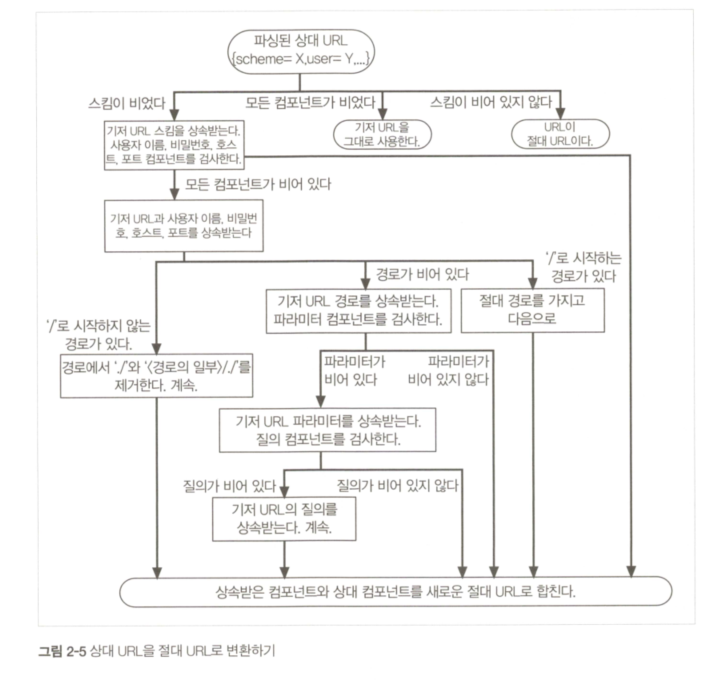 파싱된 상대 URL
{scheme= X,user= Y,...}
스킴이 비었다
모든 컴포넌트가 비었다
스킴이 비어 있지 않다
기저 URL 스킴을 상속받는다.
사용자 이름, 비밀번호, 호스
트, 포트 컴포넌트를 검사한다.
기저 URL을
그대로 사용한다.
URL이
절대 URL이다.
모든 컴포넌트가 비어 있다
기저 URL과 사용자 이름, 비밀번
호, 호스트, 포트를 상속받는다
'/'로 시작하지 않는
경로가 있다.
경로가 비어 있다
'/'로 시작하는
경로가 있다
기저 URL 경로를 상속받는다.
파라미터 컴포넌트를 검사한다.
절대 경로를 가지고
다음으로
경로에서 './'와 '〈경로의 일부〉/./'를
제거한다. 계속.
파라미터가
비어 있다
파라미터가
비어 있지 않다
기저 URL 파라미터를 상속받는다.
질의 컴포넌트를 검사한다.
질의가 비어 있다
질의가 비어 있지 않다
기저 URL의 질의를
상속받는다. 계속.
상속받은 컴포넌트와 상대 컴포넌트를 새로운 절대 URL로 합친다.
그림 2-5 상대 URL을 절대 URL로 변환하기